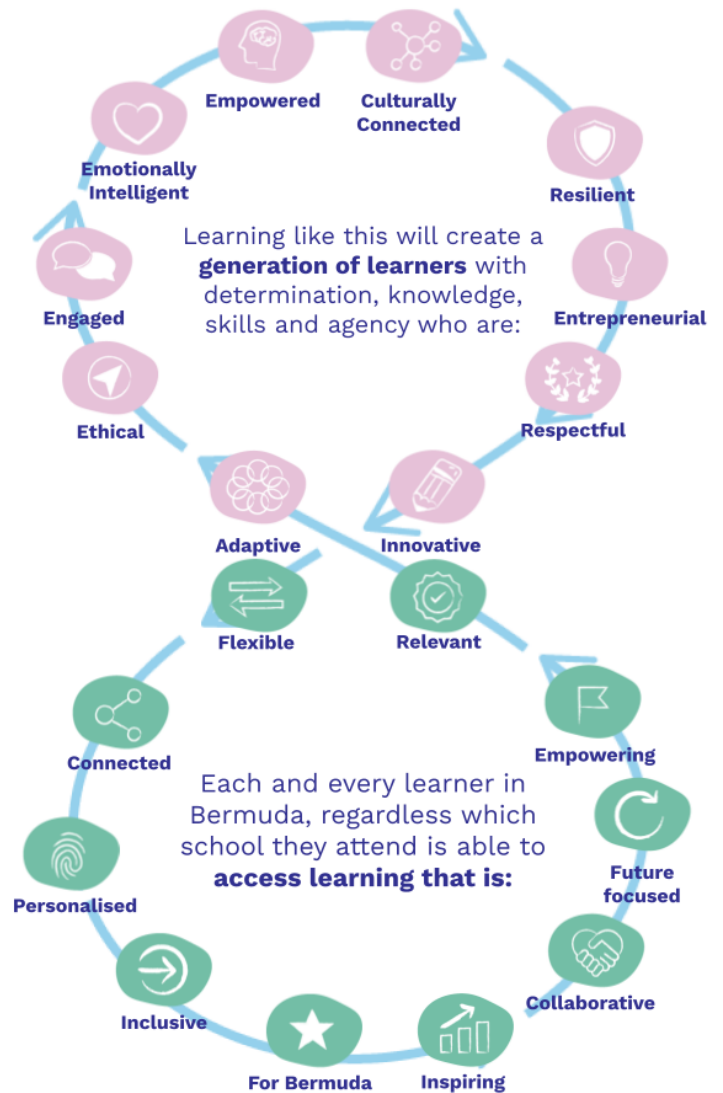 Empowered
Culturally
Connected
Emotionally
Intelligent
Resilient
Learning like this will create a
generation of learners with
determination, knowledge,
skills and agency who are:
Engaged
Entrepreneurial
Ethical
Respectful
Adaptive
Innovative
Flexible
Relevant
Connected
Empowering
Each and every learner in
Bermuda, regardless which
school they attend is able to
access learning that is:
Future
focused
Personalised
Collaborative
Inclusive
For Bermuda
Inspiring